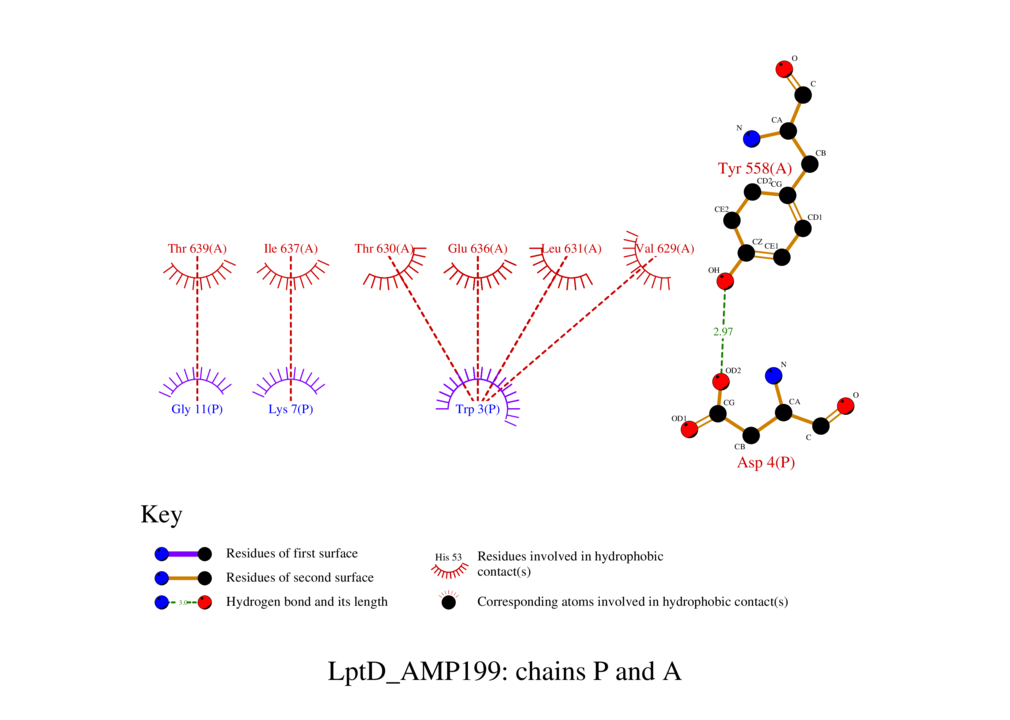 O
C
CA
N
CB
Tyr 558(A)
CD2 CG
CE2
CD1
CZ CE1
Thr 639(A) Ile 637(A) Thr 630(A) Glu 636(A) Leu 631(A) Val 629(A)
OH
2.97
N
OD2
O
CG CA
Gly 11(P) Lys 7(P) Trp 3(P)
OD1
C
CB
Asp 4(P)
Key
Residues of first surface
Residues of second surface
3.0
Hydrogen bond and its length
His 53
Residues involved in hydrophobic
contact(s)
Corresponding atoms involved in hydrophobic contact(s)
LptD_AMP199: chains P and A